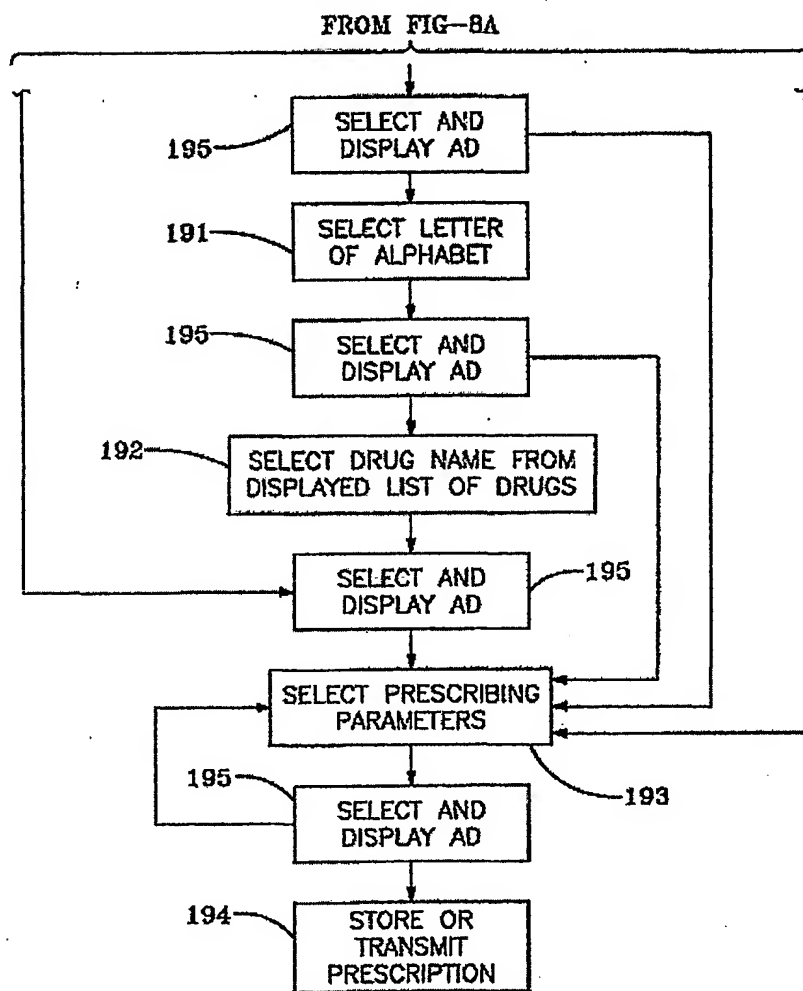 FROM FIG-8A
SELECT AND
DISPLAY AD
195
SELECT LETTER
OF ALPHABET
191
SELECT AND
DISPLAY AD
195
SELECT DRUG NAME FROM
DISPLAYED LIST OF DRUGS
192
SELECT AND
DISPLAY AD
195
SELECT PRESCRIBING
PARAMETERS
193
SELECT AND
DISPLAY AD
195
STORE OR
TRANSMIT
PRESCRIPTION
194